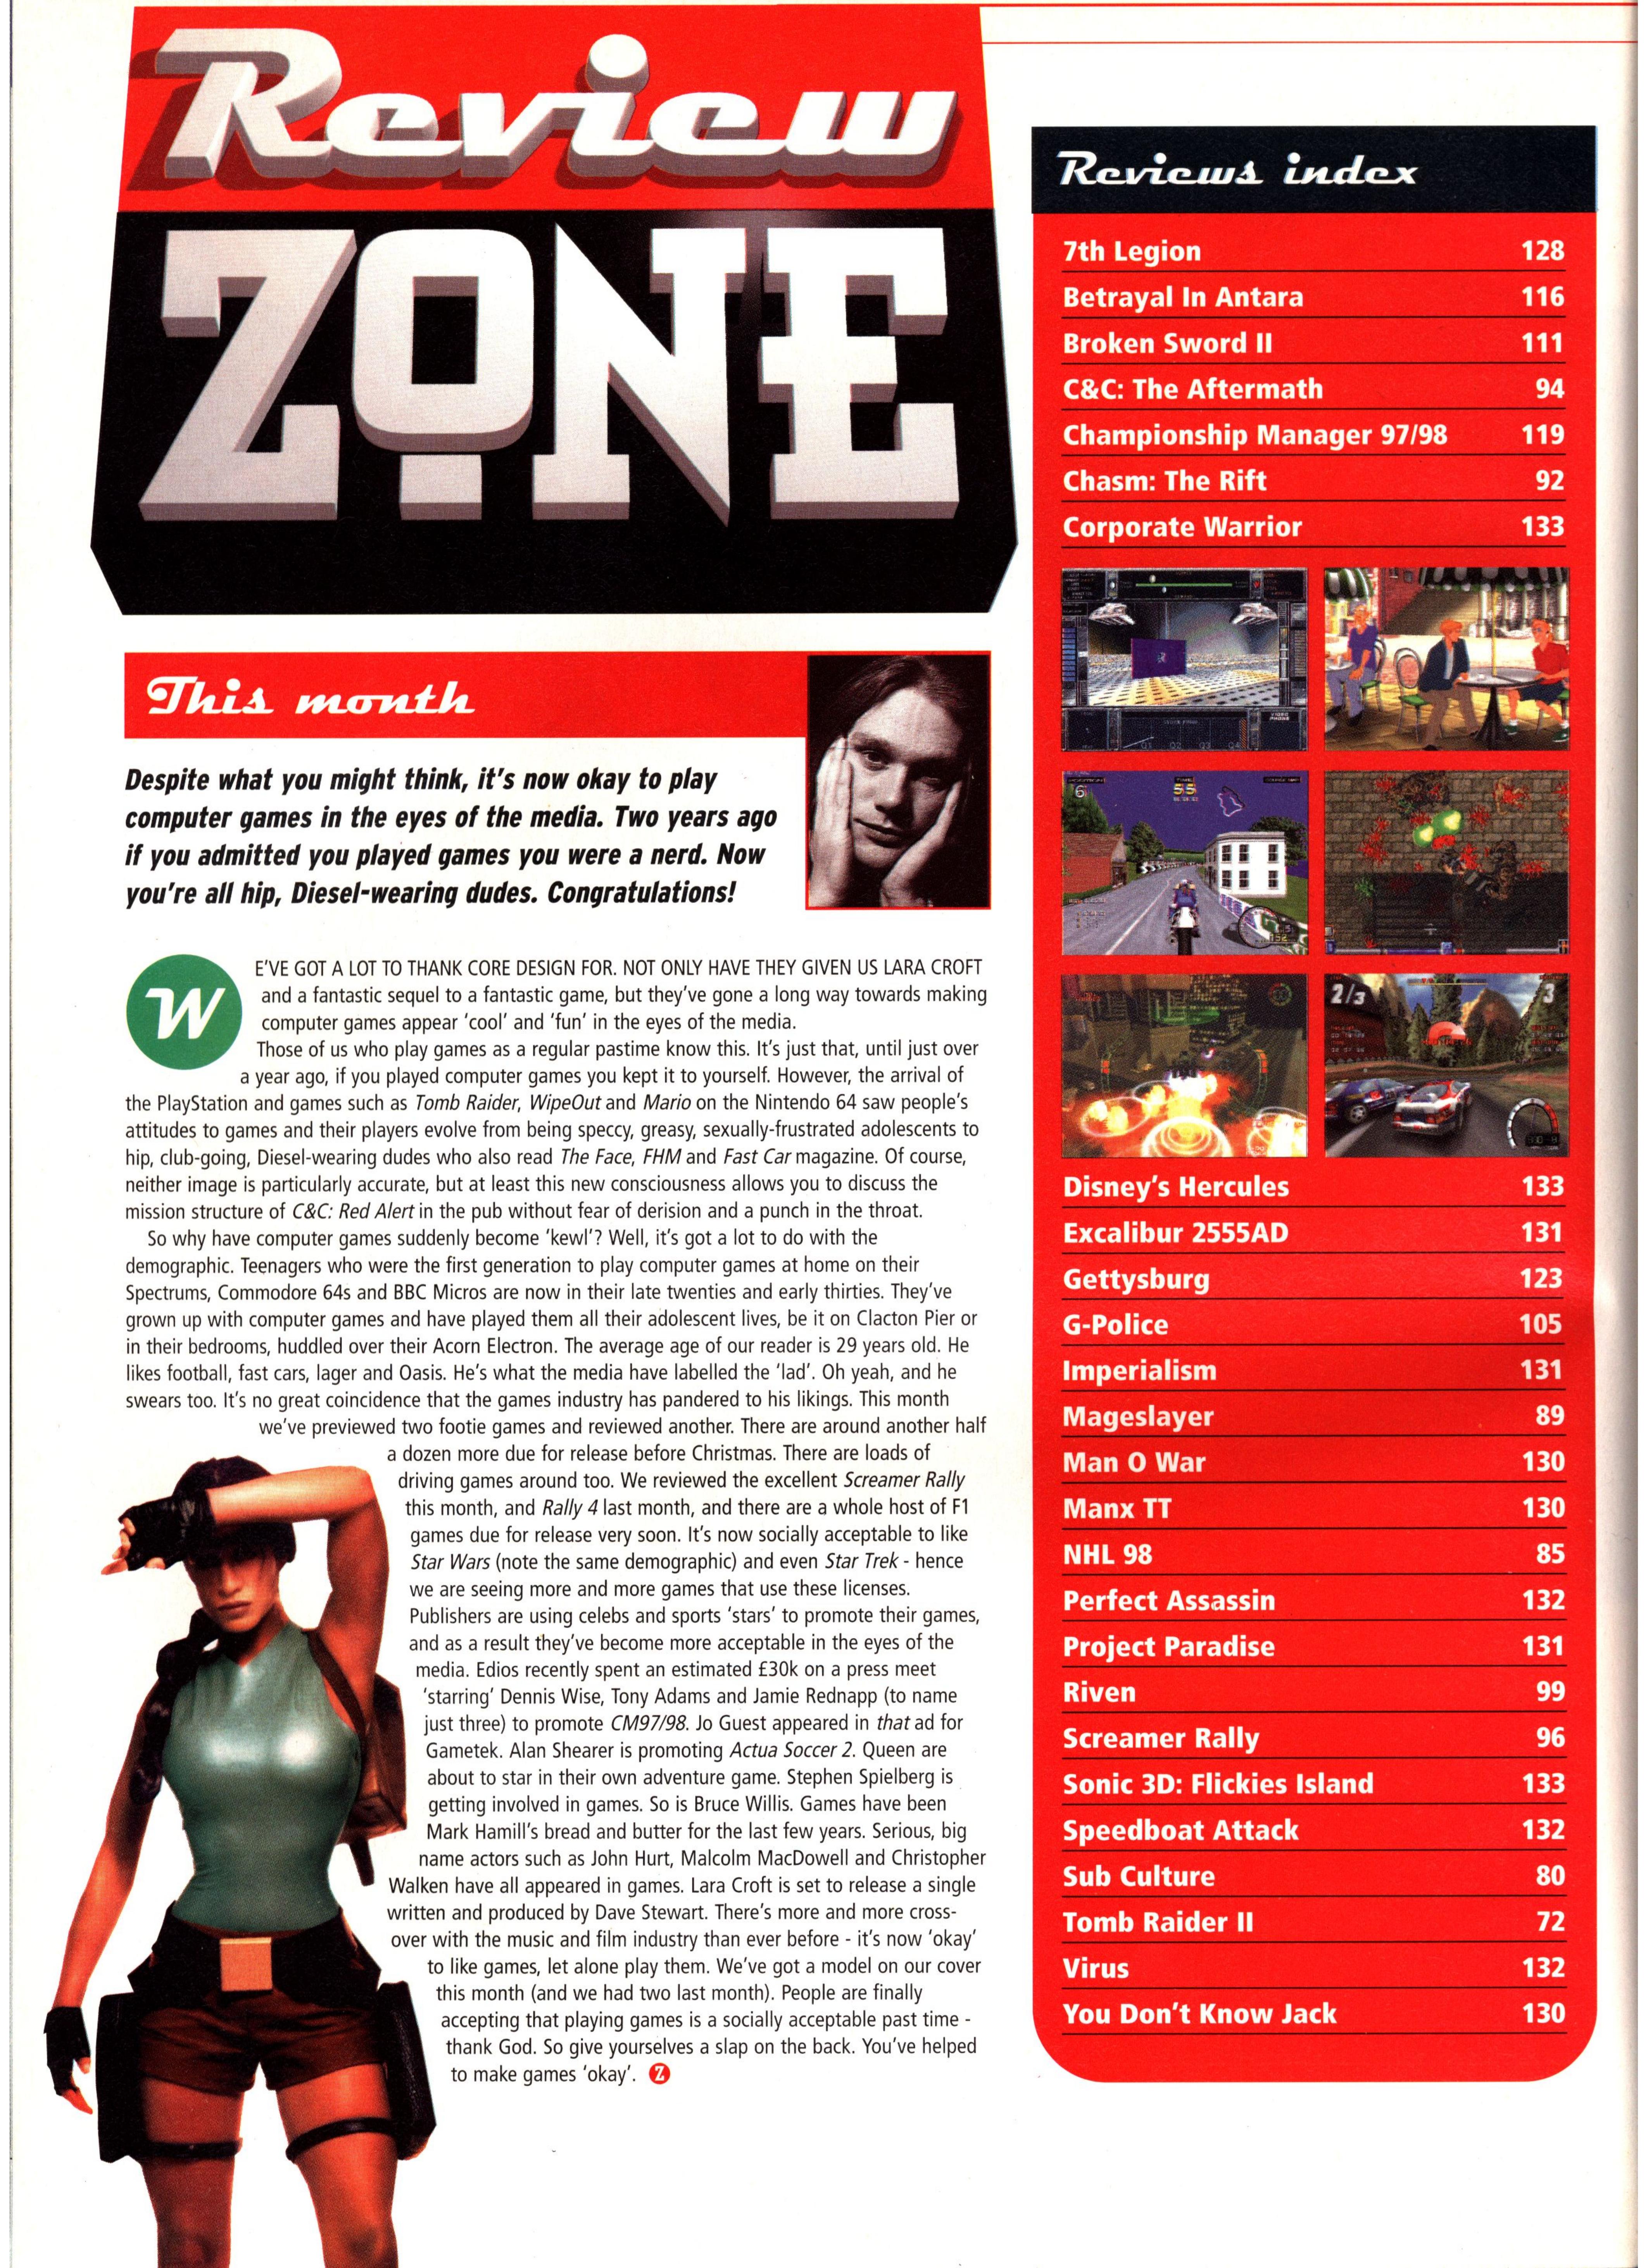 Review
ZONE
This month
Despite what you might think, it's now okay to play
computer games in the eyes of the media. Two years ago
if you admitted you played games you were a nerd. Now
you're all hip, Diesel-wearing dudes. Congratulations!
WE'VE GOT A LOT TO THANK CORE DESIGN FOR. NOT ONLY HAVE THEY GIVEN US LARA CROFT
and a fantastic sequel to a fantastic game, but they've gone a long way towards making
computer games appear 'cool' and 'fun' in the eyes of the media.
Those of us who play games as a regular pastime know this. It's just that, until just over
a year ago, if you played computer games you kept it to yourself. However, the arrival of
the PlayStation and games such as Tomb Raider, WipeOut and Mario on the Nintendo 64 saw people's
attitudes to games and their players evolve from being speccy, greasy, sexually-frustrated adolescents to
hip, club-going, Diesel-wearing dudes who also read The Face, FHM and Fast Car magazine. Of course,
neither image is particularly accurate, but at least this new consciousness allows you to discuss the
mission structure of C&C: Red Alert in the pub without fear of derision and a punch in the throat.
So why have computer games suddenly become 'kewl'? Well, it's got a lot to do with the
demographic. Teenagers who were the first generation to play computer games at home on their
Spectrums, Commodore 64s and BBC Micros are now in their late twenties and early thirties. They've
grown up with computer games and have played them all their adolescent lives, be it on Clacton Pier or
in their bedrooms, huddled over their Acorn Electron. The average age of our reader is 29 years old. He
likes football, fast cars, lager and Oasis. He's what the media have labelled the 'lad'. Oh yeah, and he
swears too. It's no great coincidence that the games industry has pandered to his likings. This month
we've previewed two footie games and reviewed another. There are around another half
a dozen more due for release before Christmas. There are loads of
driving games around too. We reviewed the excellent Screamer Rally
this month, and Rally 4 last month, and there are a whole host of F1
games due for release very soon. It's now socially acceptable to like
Star Wars (note the same demographic) and even Star Trek - hence
we are seeing more and more games that use these licenses.
Publishers are using celebs and sports 'stars' to promote their games,
and as a result they've become more acceptable in the eyes of the
media. Edios recently spent an estimated £30k on a press meet
'starring' Dennis Wise, Tony Adams and Jamie Rednapp (to name
just three) to promote CM97/98. Jo Guest appeared in that ad for
Gametek. Alan Shearer is promoting Actua Soccer 2. Queen are
about to star in their own adventure game. Stephen Spielberg is
getting involved in games. So is Bruce Willis. Games have been
Mark Hamill's bread and butter for the last few years. Serious, big
name actors such as John Hurt, Malcolm MacDowell and Christopher
Walken have all appeared in games. Lara Croft is set to release a single
written and produced by Dave Stewart. There's more and more cross-
over with the music and film industry than ever before - it's now 'okay'
to like games, let alone play them. We've got a model on our cover
this month (and we had two last month). People are finally
accepting that playing games is a socially acceptable past time -
thank God. So give yourselves a slap on the back. You've helped
to make games 'okay'. Z
Reviews index
7th Legion 128
Betrayal In Antara 116
Broken Sword II 111
C&C: The Aftermath 94
Championship Manager 97/98 119
Chasm: The Rift 92
Corporate Warrior 133
VIDEO PHONE
Q1 Q2 Q3 Q4
6
55
2/3
3
Disney's Hercules 133
Excalibur 2555AD 131
Gettysburg 123
G-Police 105
Imperialism 131
Mageslayer 89
Man O War 130
Manx TT 130
NHL 98 85
Perfect Assassin 132
Project Paradise 131
Riven 99
Screamer Rally 96
Sonic 3D: Flickies Island 133
Speedboat Attack 132
Sub Culture 80
Tomb Raider II 72
Virus 132
You Don't Know Jack 130